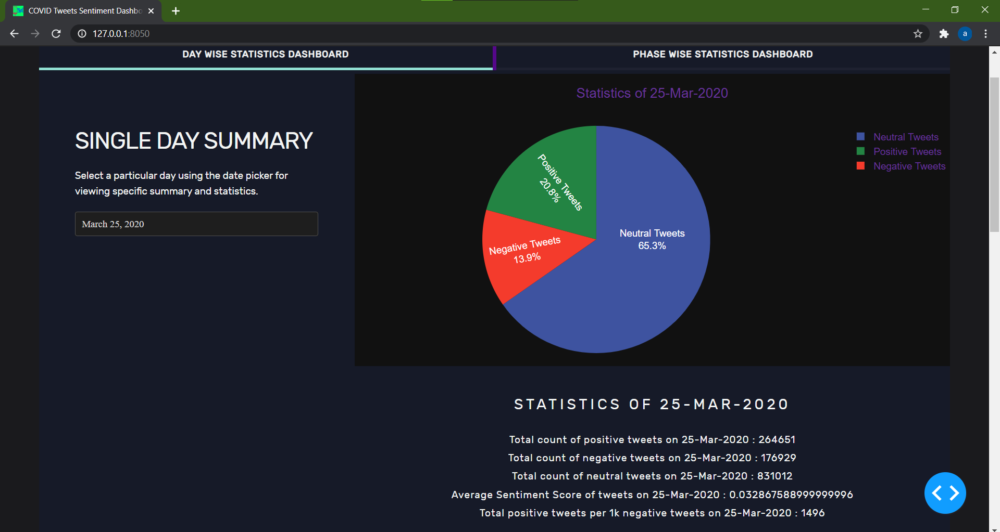 COVID Tweets Sentiment Dashbo
127.0.0.1:8050
a
DAY WISE STATISTICS DASHBOARD
PHASE WISE STATISTICS DASHBOARD
SINGLE DAY SUMMARY
Select a particular day using the date picker for
viewing specific summary and statistics.
March 25, 2020
Statistics of 25-Mar-2020
Neutral Tweets
Positive Tweets
Negative Tweets
Positive Tweets
20.8%
Negative Tweets
13.9%
Neutral Tweets
65.3%
STATISTICS OF 25-MAR-2020
Total count of positive tweets on 25-Mar-2020 : 264651
Total count of negative tweets on 25-Mar-2020 : 176929
Total count of neutral tweets on 25-Mar-2020 : 831012
Average Sentiment Score of tweets on 25-Mar-2020 : 0.032867588999999996
Total positive tweets per 1k negative tweets on 25-Mar-2020 : 1496